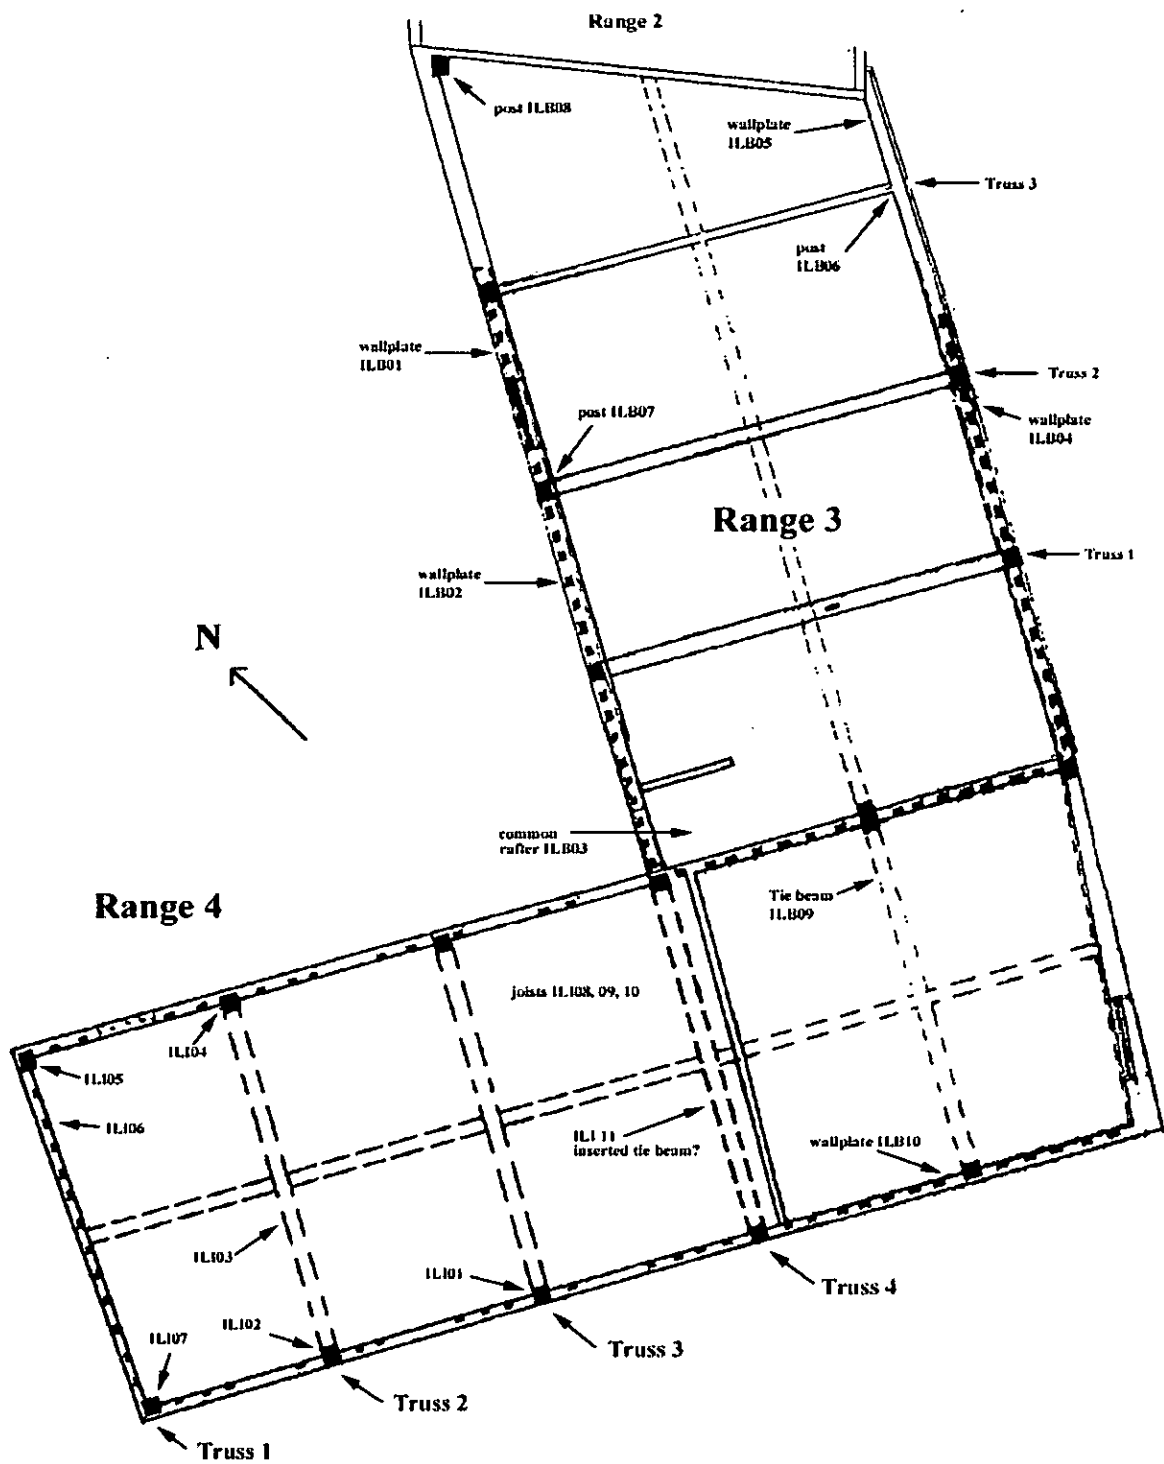 Range 2
post ILB08
wallplate
ILB05
Truss 3
post
ILB06
wallplate
ILB01
Truss 2
post ILB07
wallplate
ILB04
Range 3
Truss 1
wallplate
ILB02
N
common
rafter ILB03
Range 4
Tie beam
ILB09
joists ILI08, 09, 10
ILI04
ILI05
ILI06
ILI 11
inserted tie beam?
wallplate ILB10
ILI03
ILI01
Truss 4
ILI02
ILI07
Truss 3
Truss 2
Truss 1